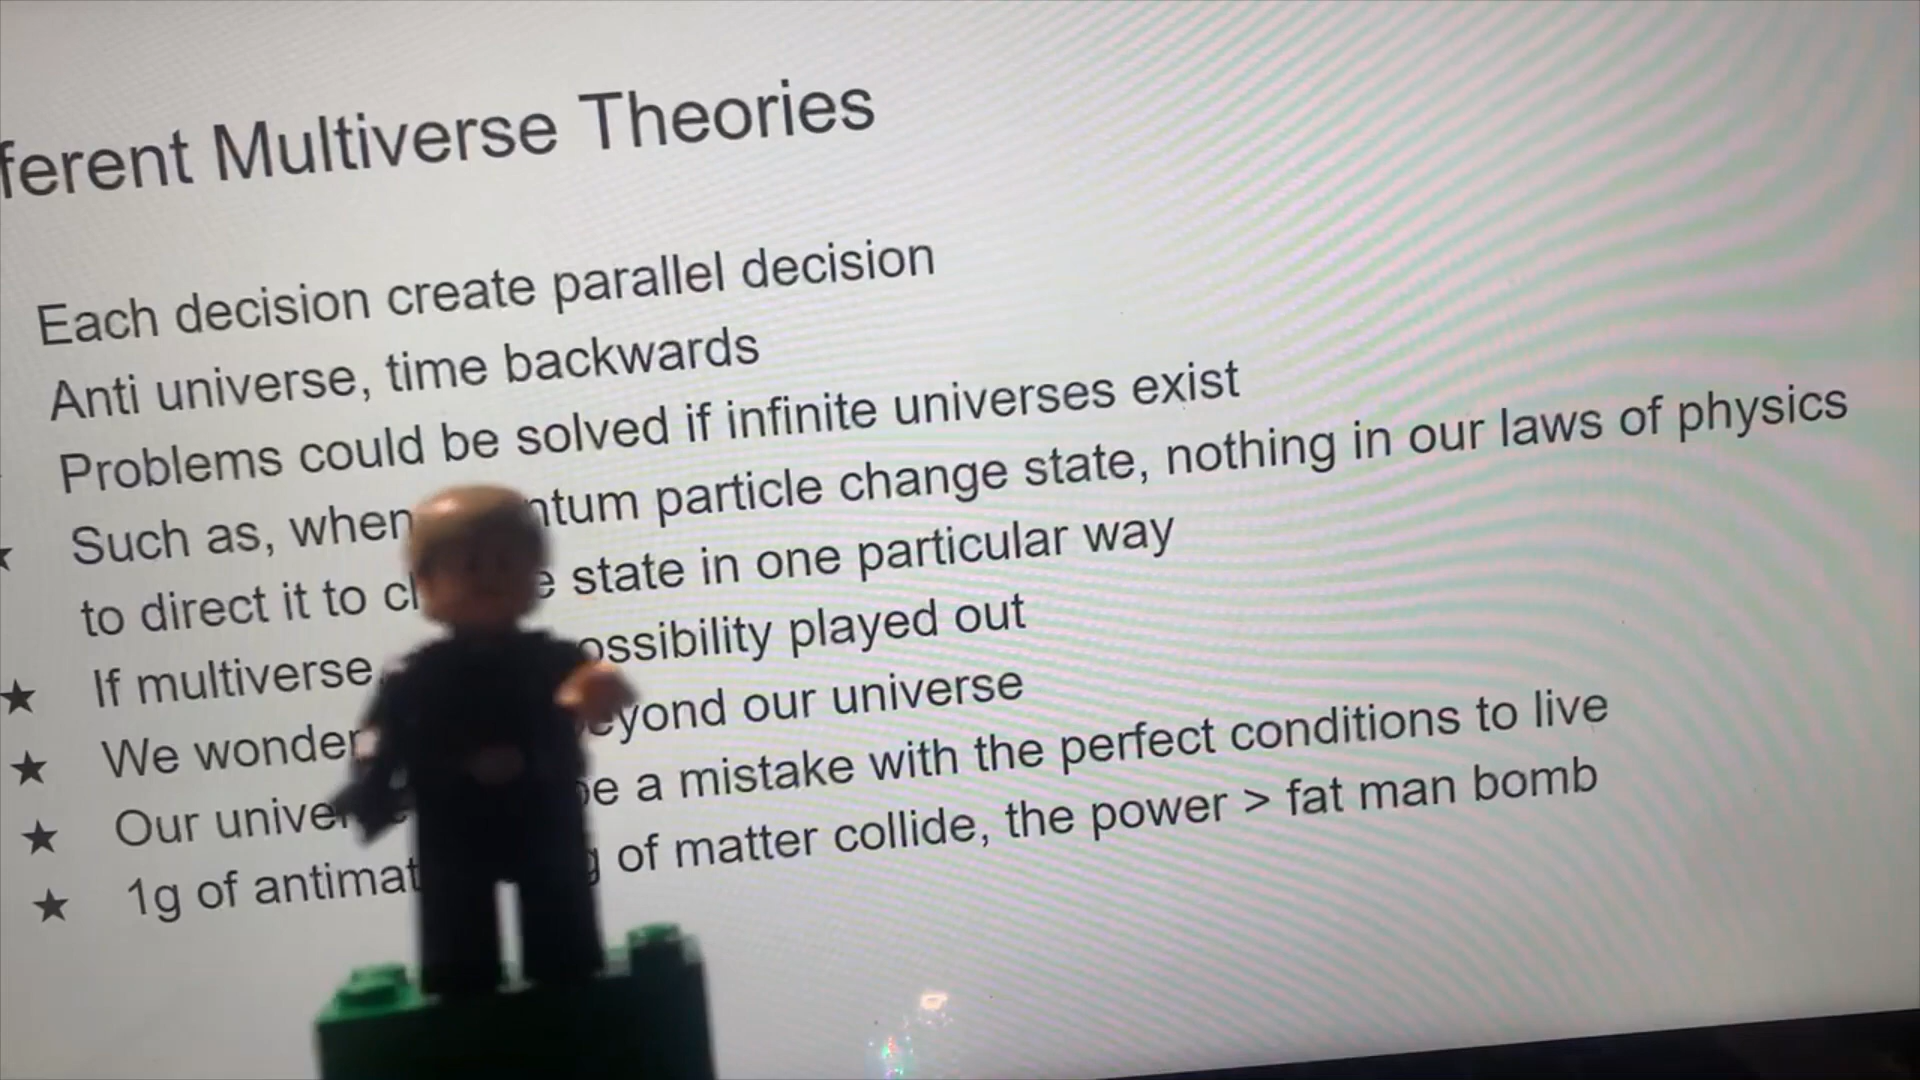 ferent Multiverse Theories
Each decision create parallel decision
Anti universe, time backwards
Problems could be solved if infinite universes exist
Such as, when ntum particle change state, nothing in our laws of physics
to direct it to state in one particular way
If multiverse ossibility played out
We wonder eyond our universe
Our be a mistake with the perfect conditions to live
1g of antimat of matter collide, the power > fat man bomb